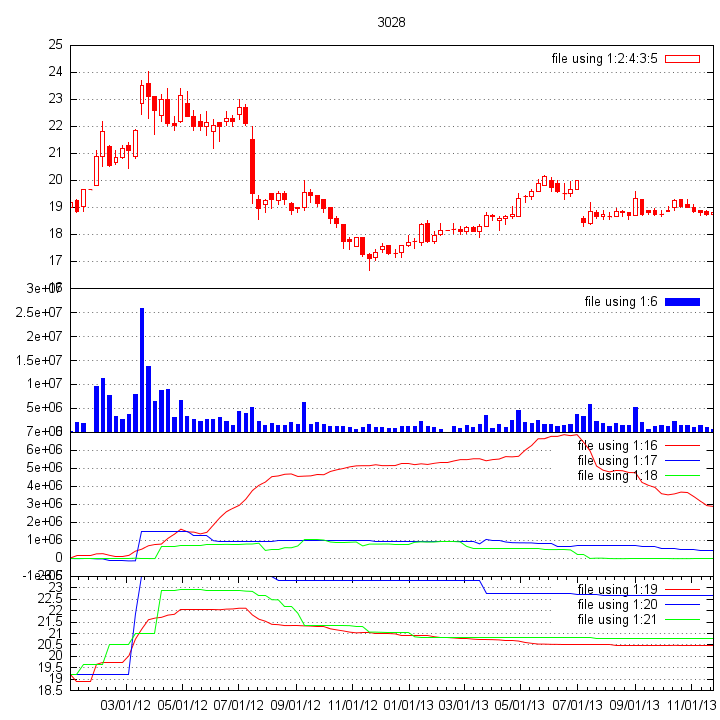 3028
25
file using 1:2:4:3:5
24
23
22
21
20
19
18
17
3e+07
file using 1:6
2.5e+07
2e+07
1.5e+07
1e+07
5e+06
7e+06
file using 1:16
6e+06
file using 1:17
5e+06
file using 1:18
4e+06
3e+06
2e+06
1e+06
0
23
file using 1:19
22.5
file using 1:20
22
file using 1:21
21.5
21
20.5
20
19.5
19
18.5
03/01/12 05/01/12 07/01/12 09/01/12 11/01/12 01/01/13 03/01/13 05/01/13 07/01/13 09/01/13 11/01/13